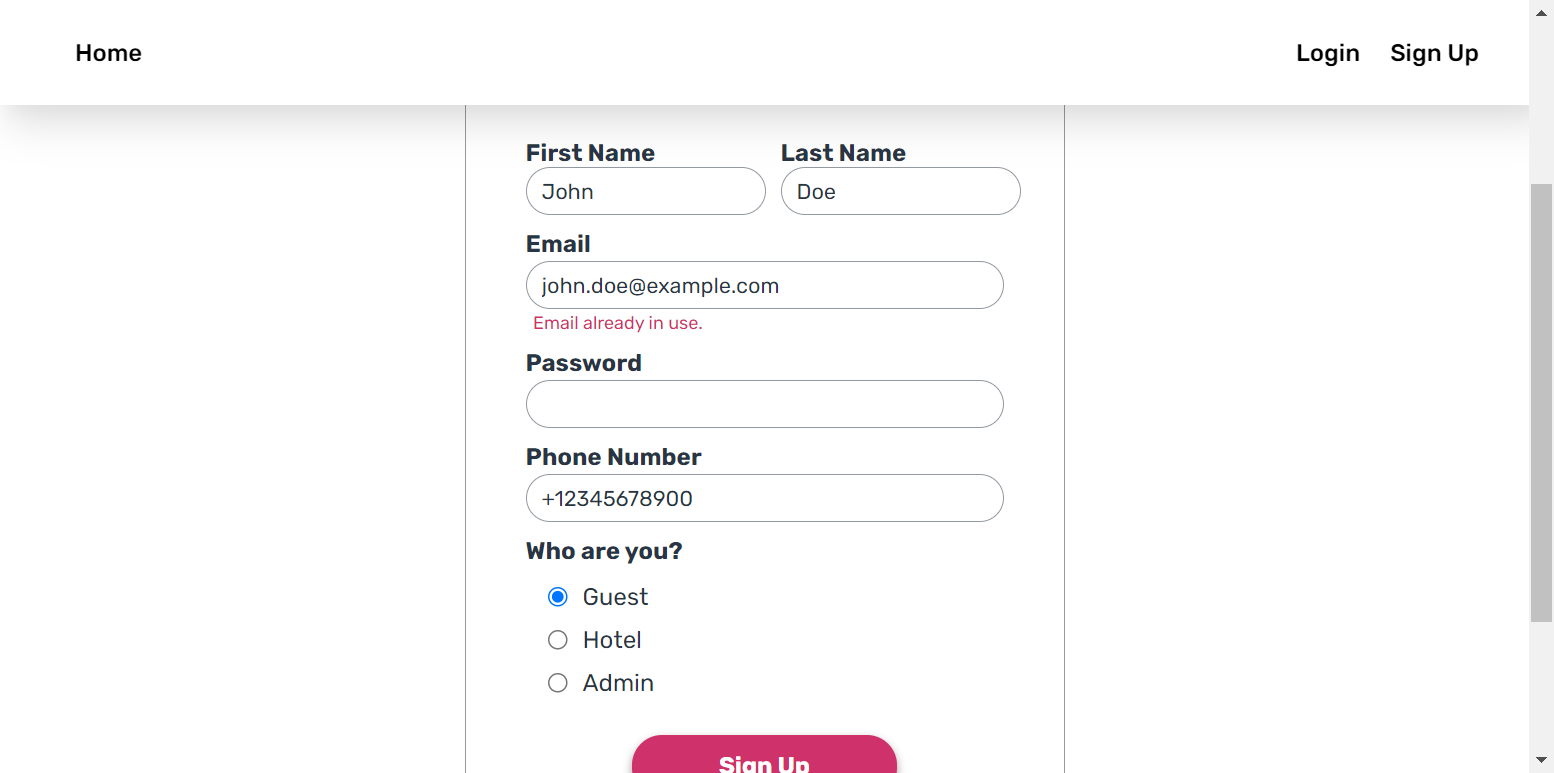 Home Login Sign Up
First Name Last Name
John Doe
Email
john.doe@example.com
Email already in use.
Password
Phone Number
+12345678900
Who are you?
Guest
Hotel
Admin
Sign Up